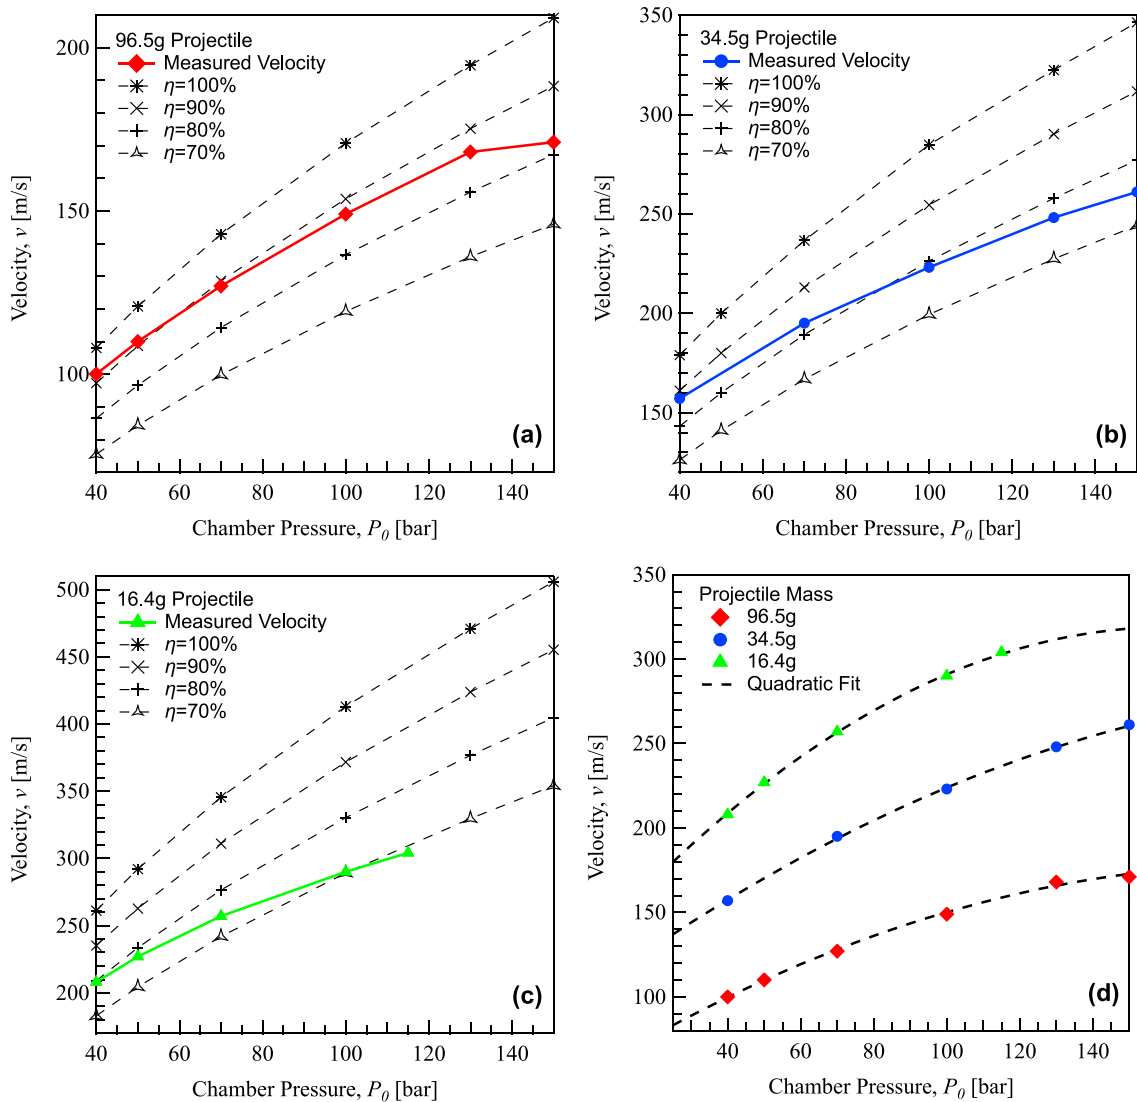 96.5g Projectile
Measured Velocity
η=100%
η=90%
η=80%
η=70%
200
150
100
Velocity, v [m/s]
(a)
40 60 80 100 120 140
Chamber Pressure, P0 [bar]
34.5g Projectile
Measured Velocity
η=100%
η=90%
η=80%
η=70%
350
300
250
200
150
Velocity, v [m/s]
(b)
40 60 80 100 120 140
Chamber Pressure, P0 [bar]
16.4g Projectile
Measured Velocity
η=100%
η=90%
η=80%
η=70%
500
450
400
350
300
250
200
Velocity, v [m/s]
(c)
40 60 80 100 120 140
Chamber Pressure, P0 [bar]
Projectile Mass
96.5g
34.5g
16.4g
Quadratic Fit
350
300
250
200
150
100
Velocity, v [m/s]
(d)
40 60 80 100 120 140
Chamber Pressure, P0 [bar]